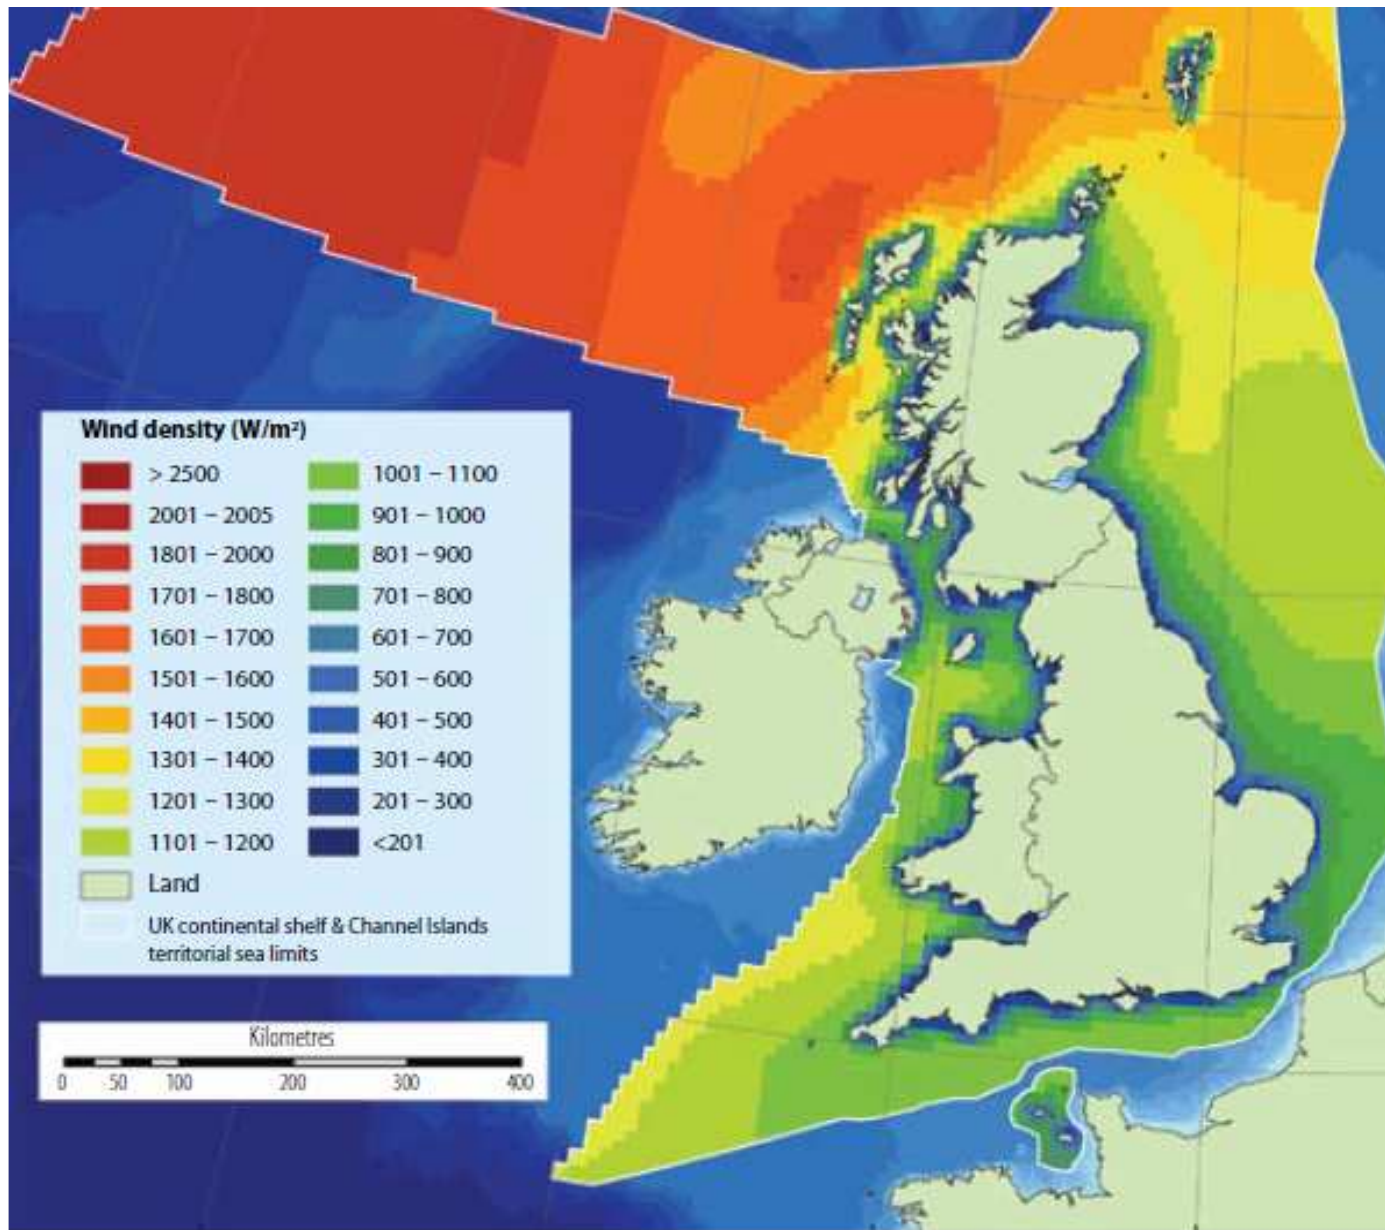 Wind density (W/m²)
> 2500
2001 – 2005
1801 – 2000
1701 – 1800
1601 – 1700
1501 – 1600
1401 – 1500
1301 – 1400
1201 – 1300
1101 – 1200
1001 – 1100
901 – 1000
801 – 900
701 – 800
601 – 700
501 – 600
401 – 500
301 – 400
201 – 300
<201
Land
UK continental shelf & Channel Islands
territorial sea limits
Kilometres
0 50 100 200 300 400